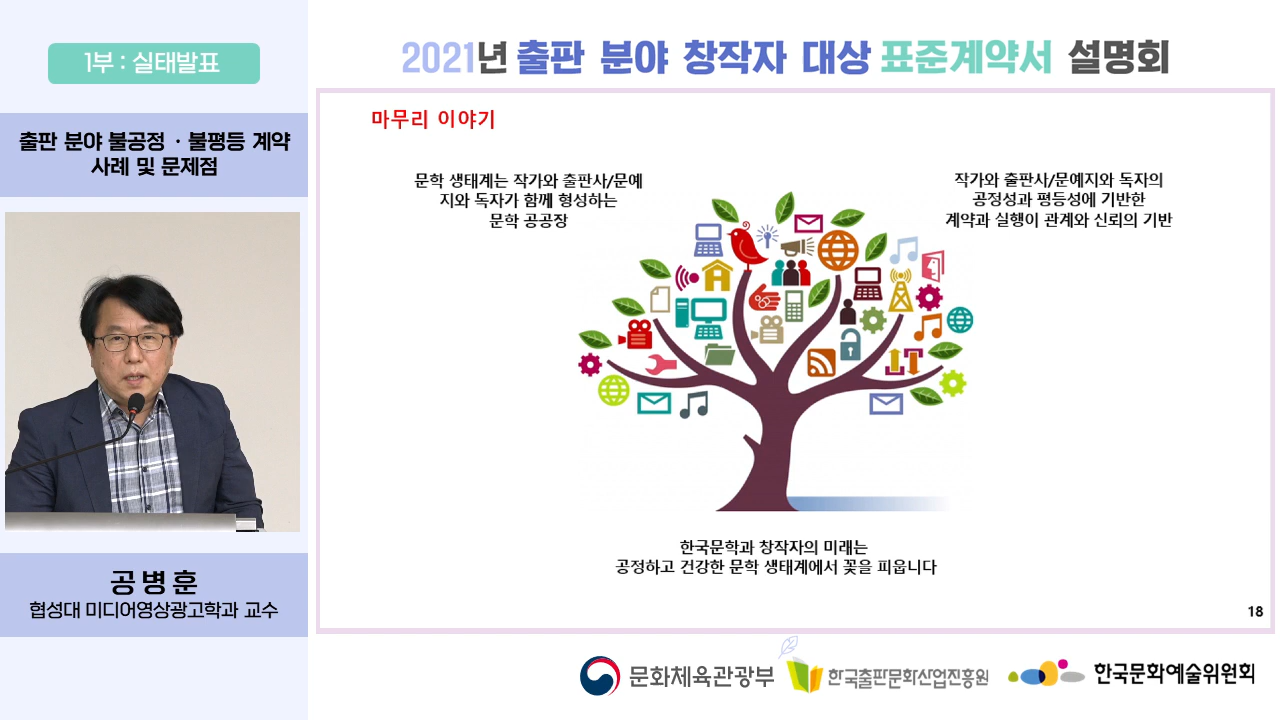 1부 : 실태발표
출판 분야 불공정 · 불평등 계약
사례 및 문제점
공병훈
협성대 미디어영상광고학과 교수
2021년 출판 분야 창작자 대상 표준계약서 설명회
마무리 이야기
문학 생태계는 작가와 출판사/문예
지와 독자가 함께 형성하는
문학 공공장
작가와 출판사/문예지와 독자의
공정성과 평등성에 기반한
계약과 실행이 관계와 신뢰의 기반
한국문학과 창작자의 미래는
공정하고 건강한 문학 생태계에서 꽃을 피웁니다
18
문화체육관광부
한국출판문화산업진흥원
한국문화예술위원회